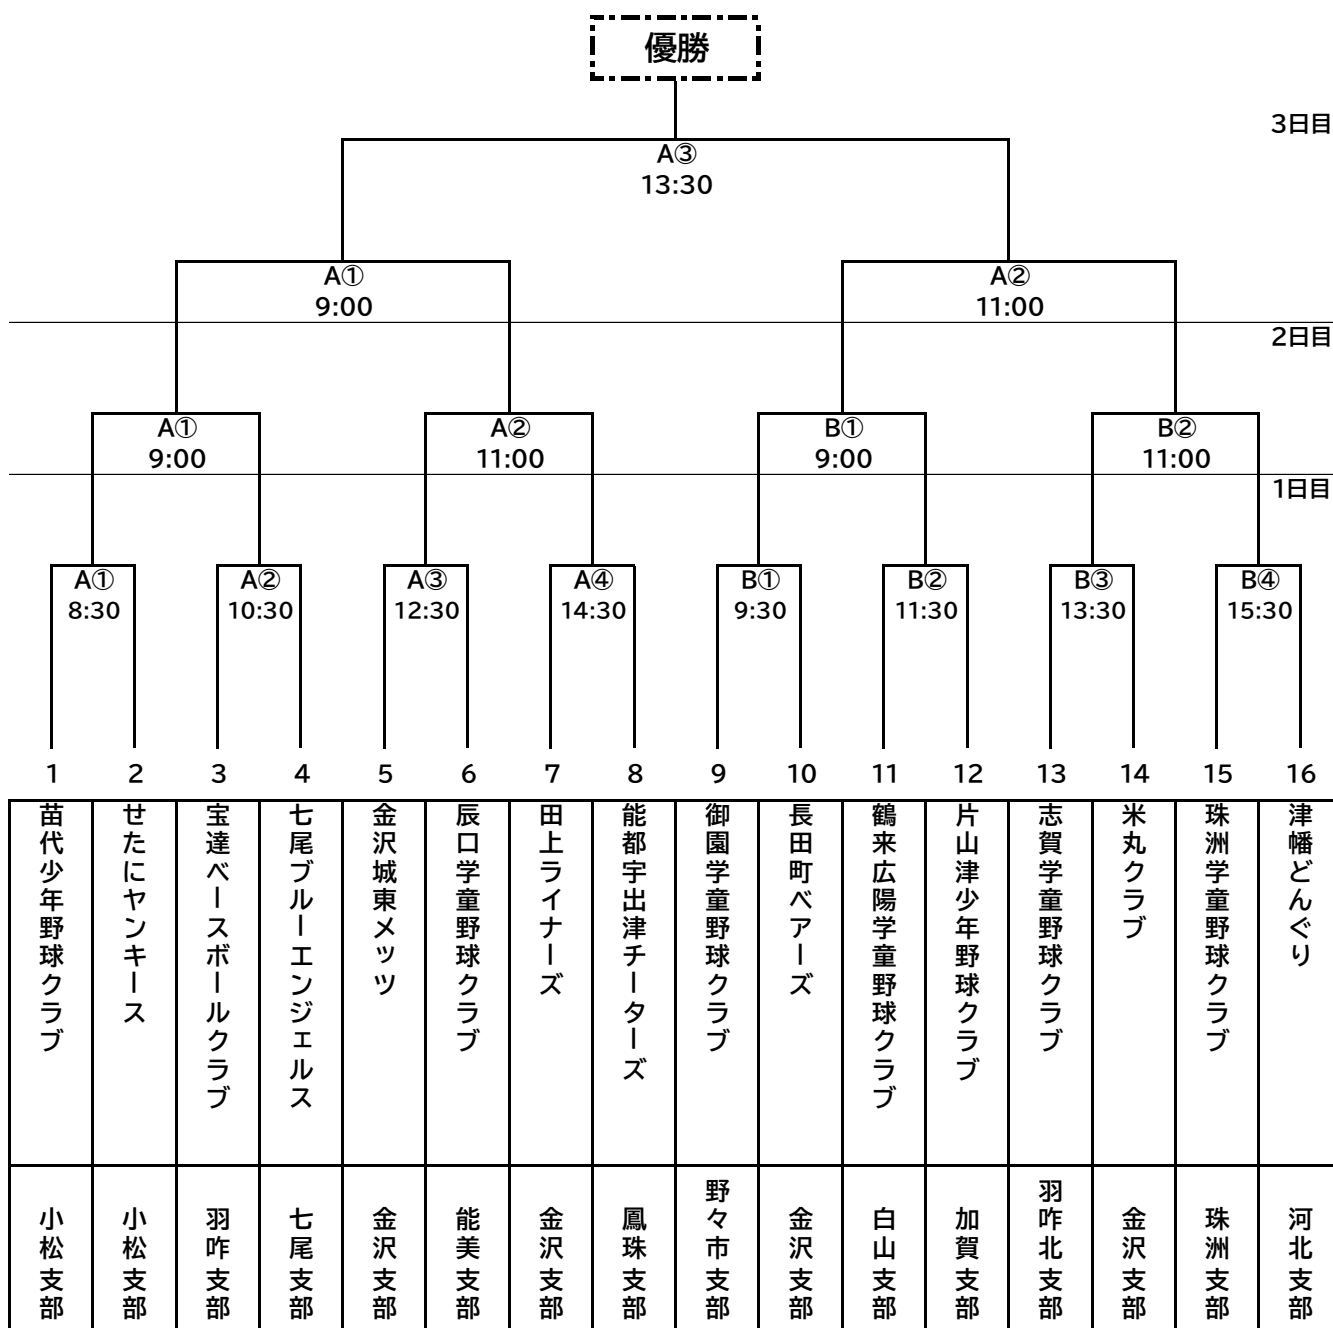 優勝
3日目
A③
13:30
A①
9:00
A②
11:00
2日目
A①
9:00
A②
11:00
B①
9:00
B②
11:00
1日目
A①
8:30
A②
10:30
A③
12:30
A④
14:30
B①
9:30
B②
11:30
B③
13:30
B④
15:30
1
2
3
4
5
6
7
8
9
10
11
12
13
14
15
16
苗代少年野球クラブ
せたにヤンキース
宝達ベースボールクラブ
七尾ブルーエンジェルス
金沢城東メッツ
辰口学童野球クラブ
田上ライナーズ
能都宇出津チーターズ
御園学童野球クラブ
長田町ベアーズ
鶴来広陽学童野球クラブ
片山津少年野球クラブ
志賀学童野球クラブ
米丸クラブ
珠洲学童野球クラブ
津幡どんぐり
小松支部
小松支部
羽咋支部
七尾支部
金沢支部
能美支部
金沢支部
鳳珠支部
野々市支部
金沢支部
白山支部
加賀支部
羽咋北支部
金沢支部
珠洲支部
河北支部